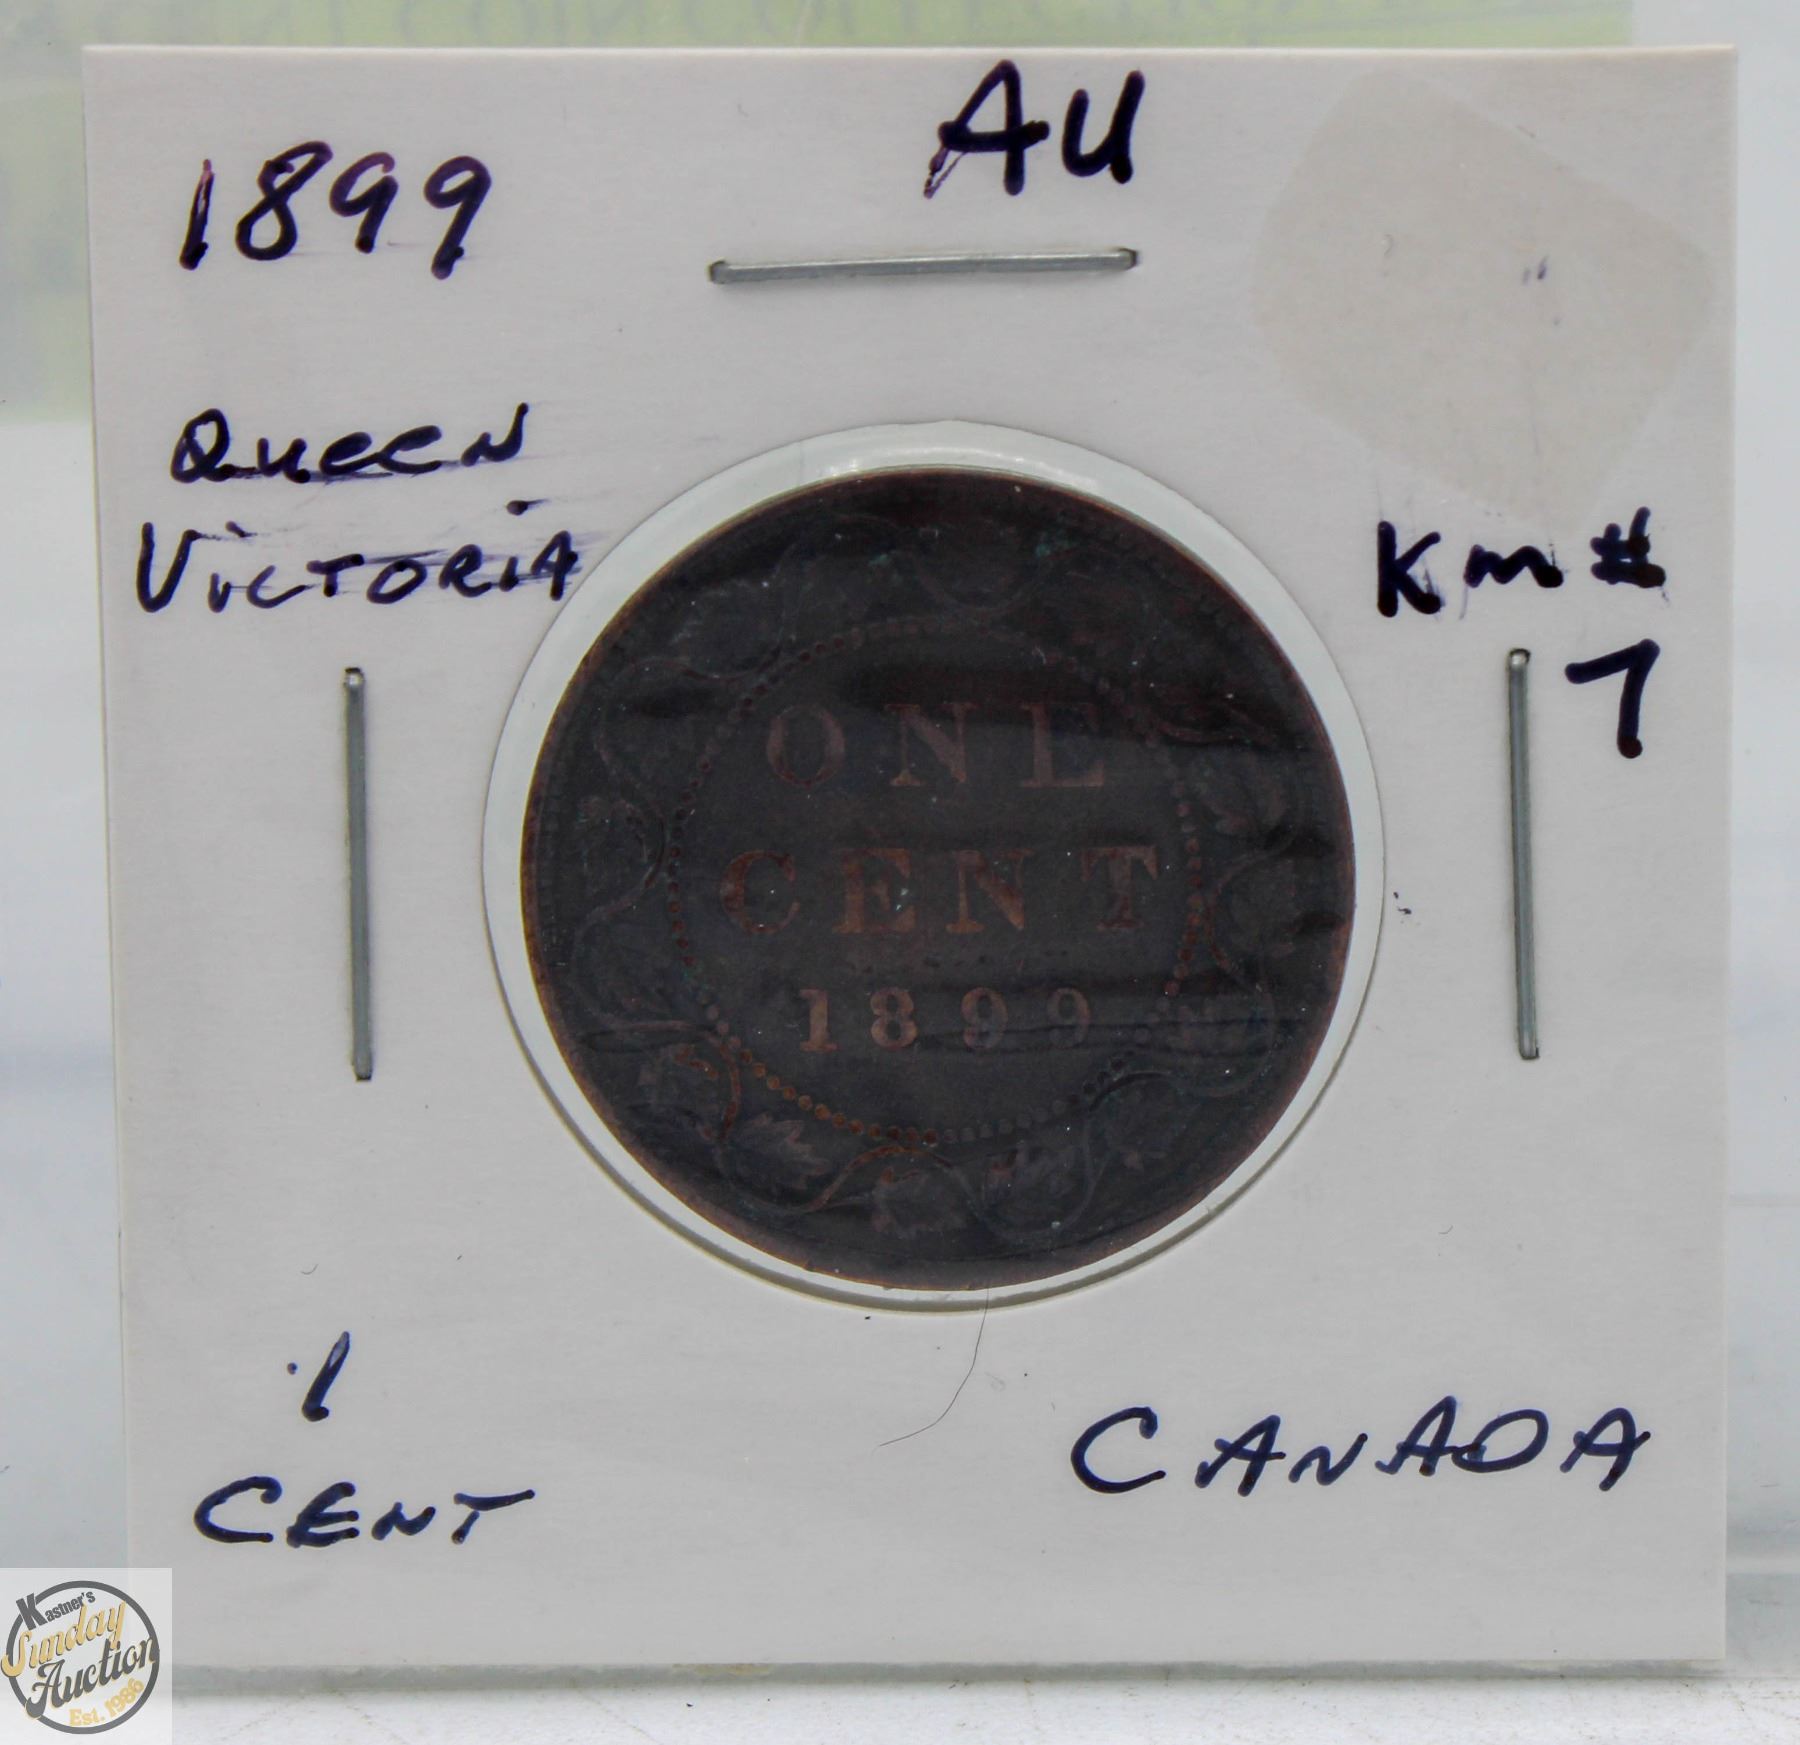 1899
AU
QUEEN
VICTORIA
Km#
7
ONE
CENT
1899
1
CENT
CANADA
Kastner's
Sunday
Auction
Est. 1986